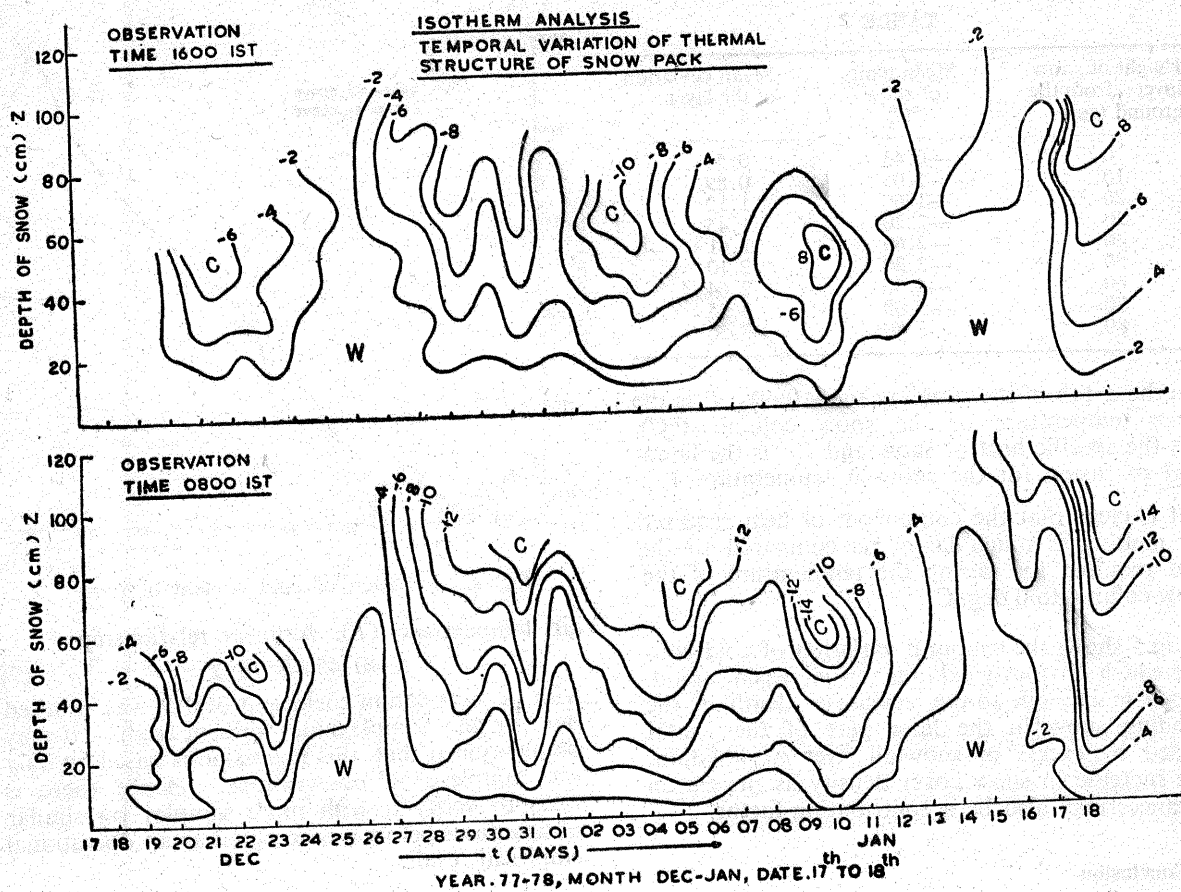 ISOTHERM ANALYSIS
TEMPORAL VARIATION OF THERMAL
STRUCTURE OF SNOW PACK
OBSERVATION
TIME 1600 IST
DEPTH OF SNOW (cm) Z
120
100
80
60
40
20
-2 -4 -6 C
W
-2 -4 -6 -8
-10 -8 -6 -4 C
8 C -6
-2 -2
W
C -8 -6 -4 -2
OBSERVATION
TIME 0800 IST
DEPTH OF SNOW (cm) Z
120
100
80
60
40
20
-4 -6 -8 -10 C -2
W
-4 -6 -8 -10 -12
C
C -12
-12 -14 C -10 -8 -6 -4
W -2
C -14 -12 -10 -8 -6 -4
17 18 19 20 21 22 23 24 25 26 27 28 29 30 31 01 02 03 04 05 06 07 08 09 10 11 12 13 14 15 16 17 18
DEC JAN
t (DAYS)
YEAR. 77-78, MONTH DEC-JAN, DATE. 17th TO 18th